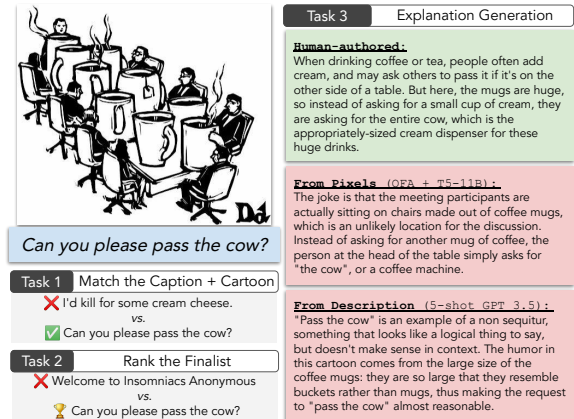 Can you please pass the cow?
Task 1 Match the Caption + Cartoon
❌ I'd kill for some cream cheese.
vs.
✅ Can you please pass the cow?
Task 2 Rank the Finalist
❌ Welcome to Insomniacs Anonymous
vs.
🏆 Can you please pass the cow?
Task 3 Explanation Generation
Human-authored:
When drinking coffee or tea, people often add
cream, and may ask others to pass it if it's on the
other side of a table. But here, the mugs are huge,
so instead of asking for a small cup of cream, they
are asking for the entire cow, which is the
appropriately-sized cream dispenser for these
huge drinks.
From Pixels (OFA + T5-11B):
The joke is that the meeting participants are
actually sitting on chairs made out of coffee mugs,
which is an unlikely location for the discussion.
Instead of asking for another mug of coffee, the
person at the head of the table simply asks for
"the cow", or a coffee machine.
From Description (5-shot GPT 3.5):
"Pass the cow" is an example of a non sequitur,
something that looks like a logical thing to say,
but doesn't make sense in context. The humor in
this cartoon comes from the large size of the
coffee mugs: they are so large that they resemble
buckets rather than mugs, thus making the request
to "pass the cow" almost reasonable.